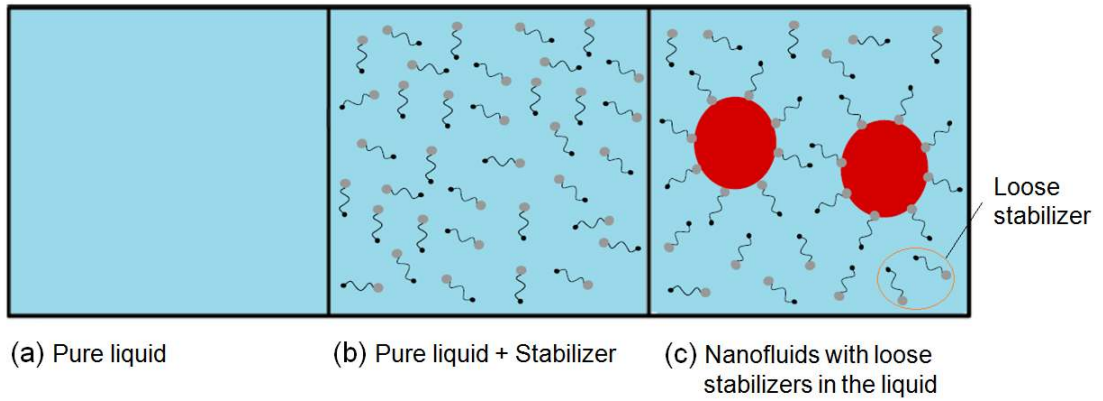 Loose
stabilizer
(a) Pure liquid
(b) Pure liquid + Stabilizer
(c) Nanofluids with loose
stabilizers in the liquid